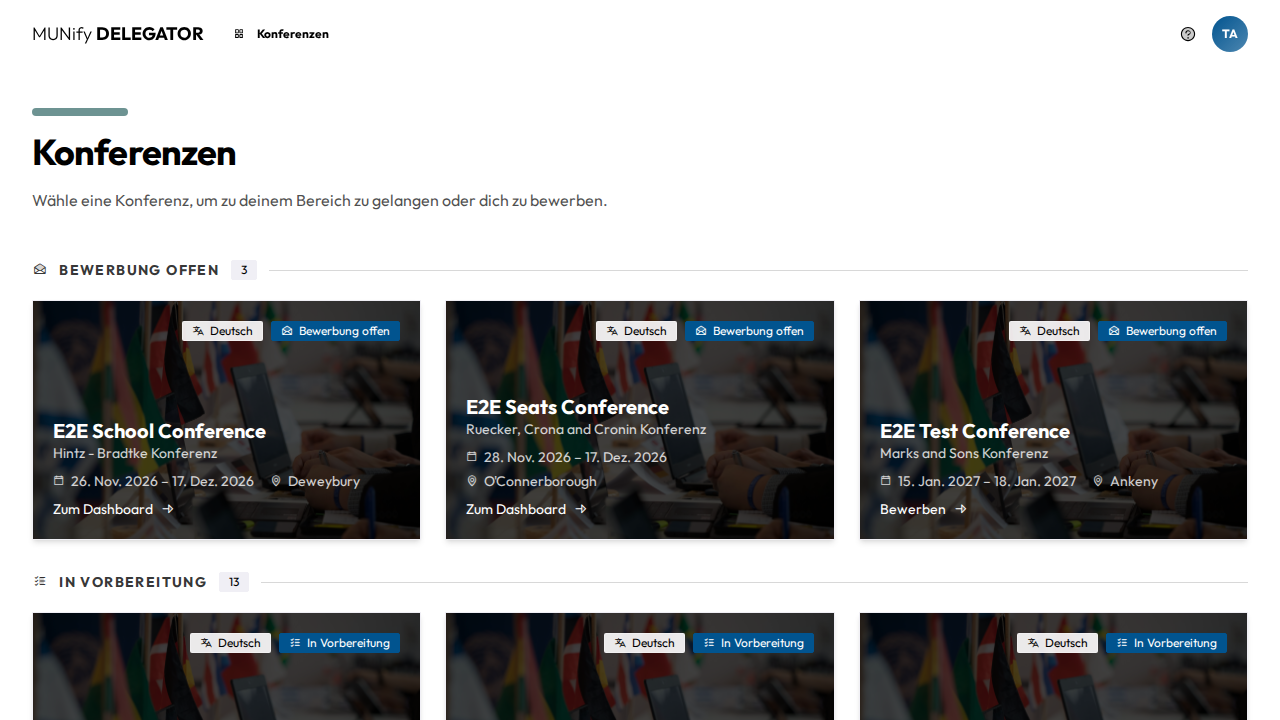 MUNify DELEGATOR
Konferenzen
TA
Konferenzen
Wähle eine Konferenz, um zu deinem Bereich zu gelangen oder dich zu bewerben.
BEWERBUNG OFFEN 3
Deutsch Bewerbung offen
E2E School Conference
Hintz - Bradtke Konferenz
26. Nov. 2026 – 17. Dez. 2026 Deweybury
Zum Dashboard
Deutsch Bewerbung offen
E2E Seats Conference
Ruecker, Crona and Cronin Konferenz
28. Nov. 2026 – 17. Dez. 2026
O'Connerborough
Zum Dashboard
Deutsch Bewerbung offen
E2E Test Conference
Marks and Sons Konferenz
15. Jan. 2027 – 18. Jan. 2027 Ankeny
Bewerben
IN VORBEREITUNG 13
Deutsch In Vorbereitung
Deutsch In Vorbereitung
Deutsch In Vorbereitung